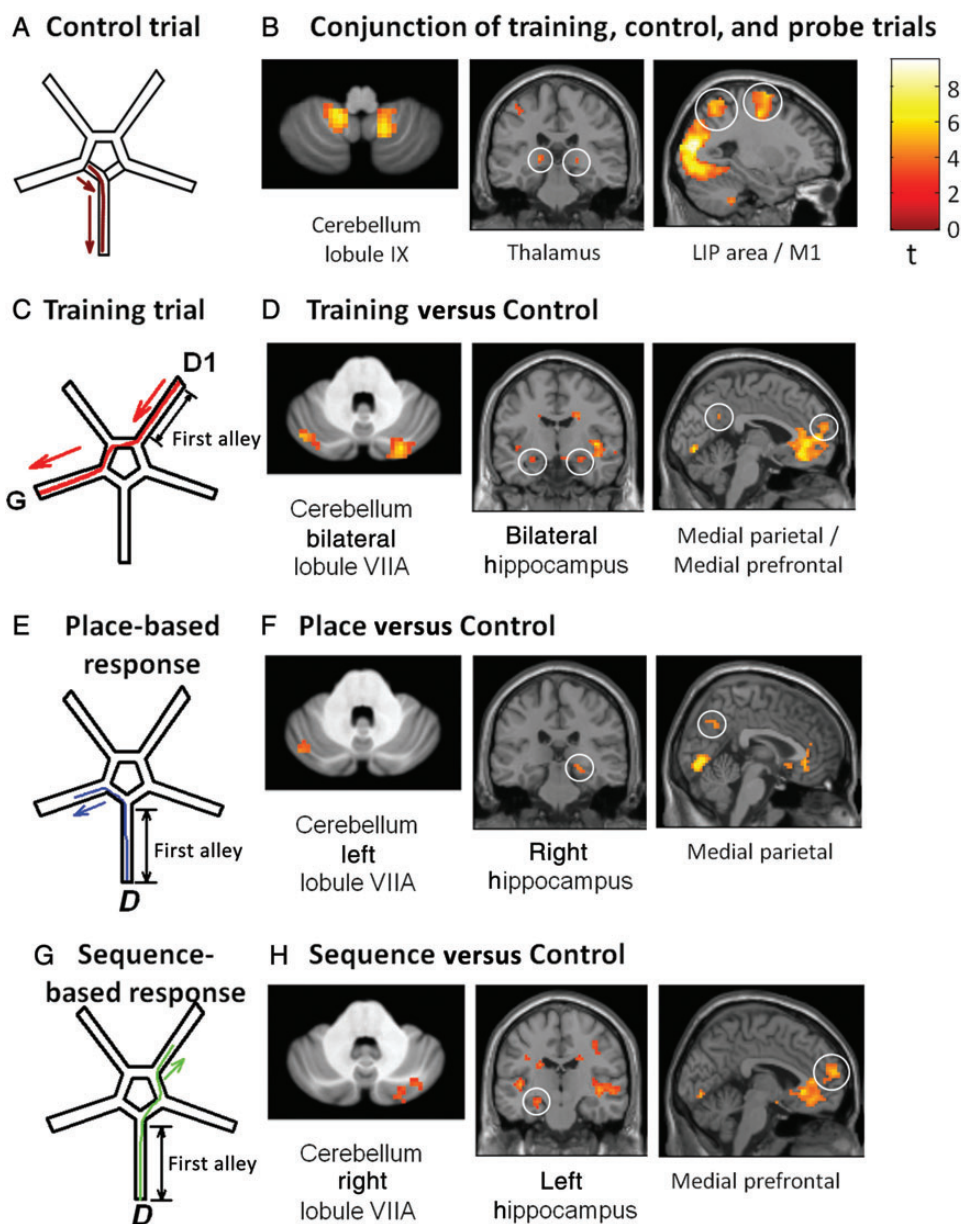 A Control trial
B Conjunction of training, control, and probe trials
8
6
4
2
0
t
Cerebellum
lobule IX
Thalamus
LIP area / M1
C Training trial
D1
First alley
G
D Training versus Control
Cerebellum
bilateral
lobule VIIA
Bilateral
hippocampus
Medial parietal /
Medial prefrontal
E Place-based
response
First alley
D
F Place versus Control
Cerebellum
left
lobule VIIA
Right
hippocampus
Medial parietal
G Sequence-
based response
First alley
D
H Sequence versus Control
Cerebellum
right
lobule VIIA
Left
hippocampus
Medial prefrontal